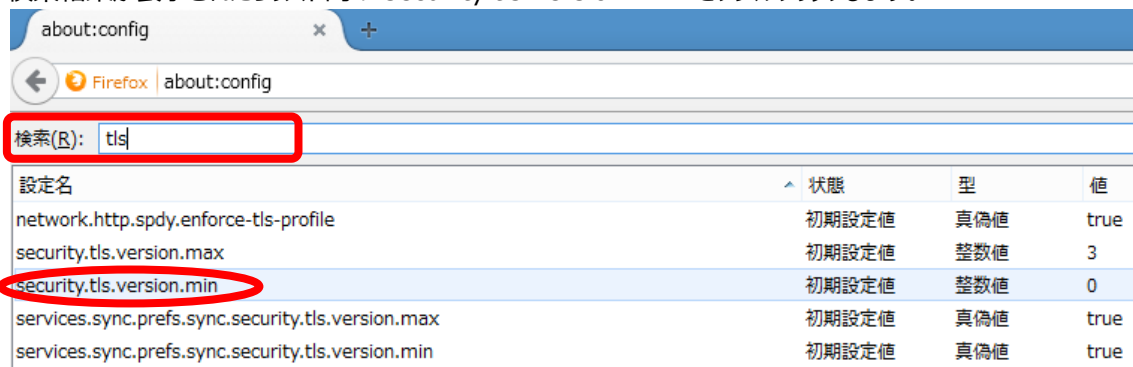 about:config × +
Firefox about:config
検索(R): tls
設定名 状態 型 値
network.http.spdy.enforce-tls-profile 初期設定値 真偽値 true
security.tls.version.max 初期設定値 整数値 3
security.tls.version.min 初期設定値 整数値 0
services.sync.prefs.sync.security.tls.version.max 初期設定値 真偽値 true
services.sync.prefs.sync.security.tls.version.min 初期設定値 真偽値 true